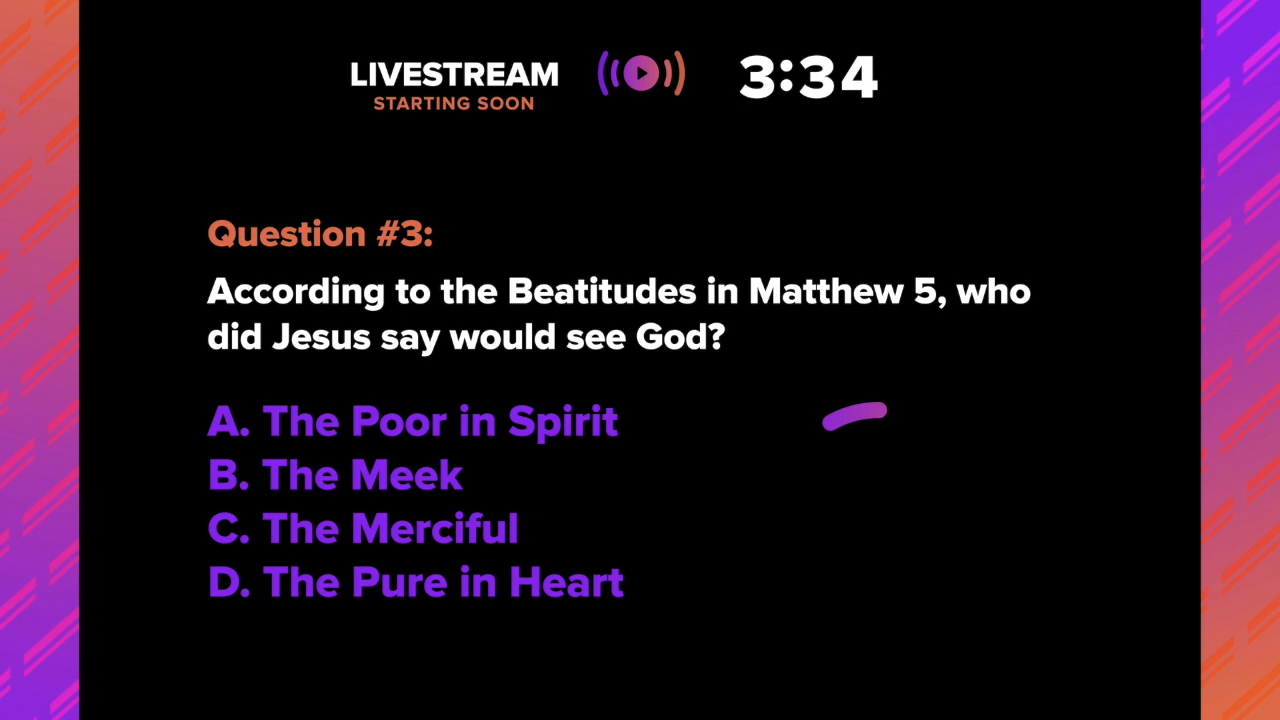 LIVESTREAM
STARTING SOON
3:34
Question #3:
According to the Beatitudes in Matthew 5, who
did Jesus say would see God?
A. The Poor in Spirit
B. The Meek
C. The Merciful
D. The Pure in Heart